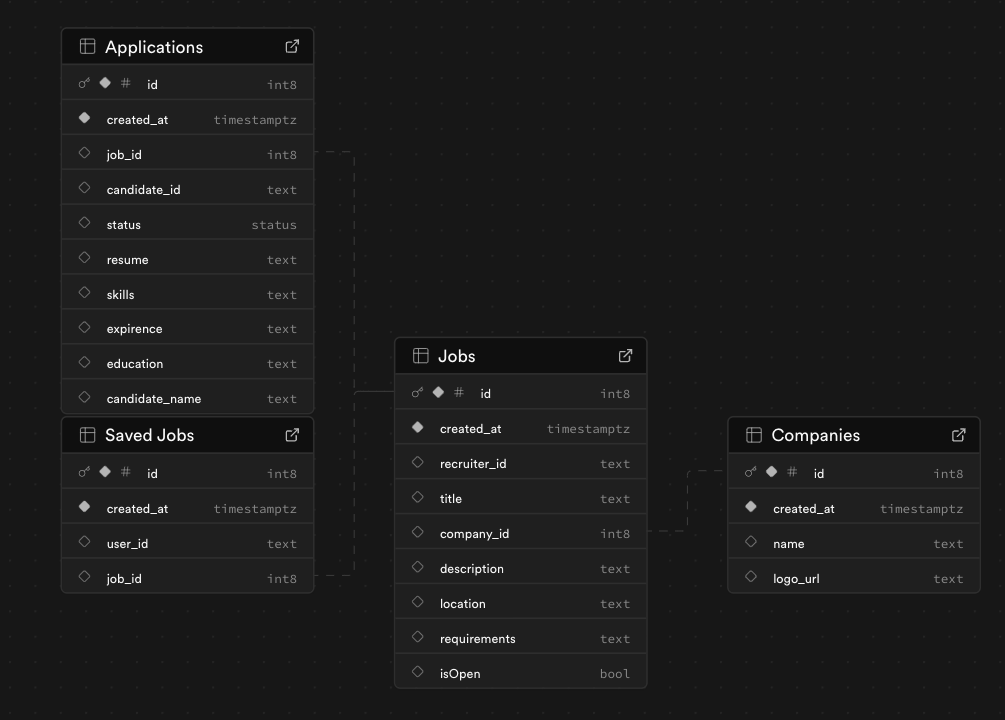 Applications
# id int8
created_at timestamptz
job_id int8
candidate_id text
status status
resume text
skills text
expirence text
education text
candidate_name text
Saved Jobs
# id int8
created_at timestamptz
user_id text
job_id int8
Jobs
# id int8
created_at timestamptz
recruiter_id text
title text
company_id int8
description text
location text
requirements text
isOpen bool
Companies
# id int8
created_at timestamptz
name text
logo_url text